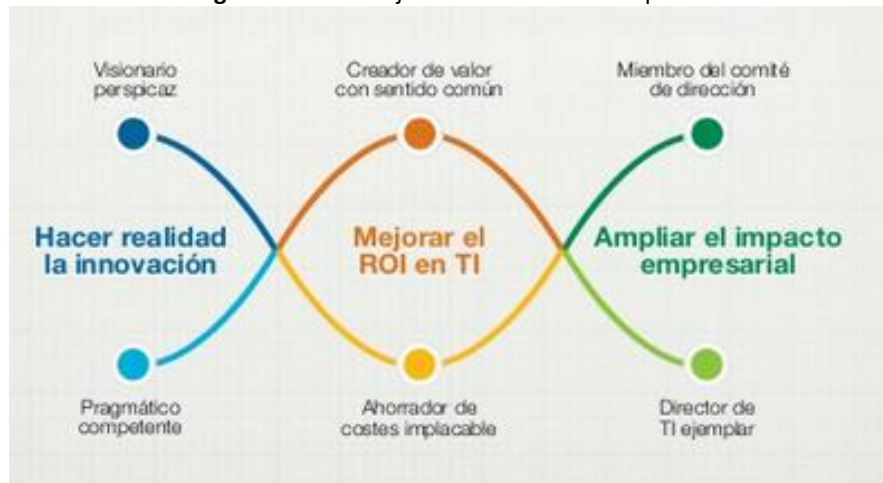 Visionario
perspicaz
Creador de valor
con sentido común
Miembro del comité
de dirección
Hacer realidad
la innovación
Mejorar el
ROI en TI
Ampliar el impacto
empresarial
Pragmático
competente
Ahorrador de
costes implacable
Director de
TI ejemplar